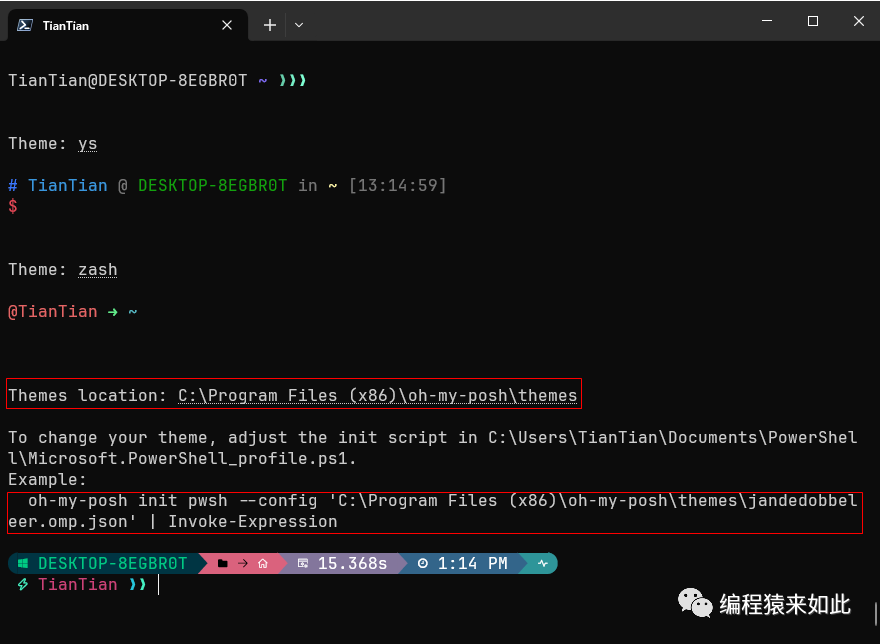 TianTian
TianTian@DESKTOP-8EGBR0T ~ ❯❯❯
Theme: ys
# TianTian @ DESKTOP-8EGBR0T in ~ [13:14:59]
$
Theme: zash
@TianTian ➜ ~
Themes location: C:\Program Files (x86)\oh-my-posh\themes
To change your theme, adjust the init script in C:\Users\TianTian\Documents\PowerShel
l\Microsoft.PowerShell_profile.ps1.
Example:
oh-my-posh init pwsh --config 'C:\Program Files (x86)\oh-my-posh\themes\jandedobbel
eer.omp.json' | Invoke-Expression
DESKTOP-8EGBR0T → 15.368s 1:14 PM
TianTian ❯❯
编程猿来如此